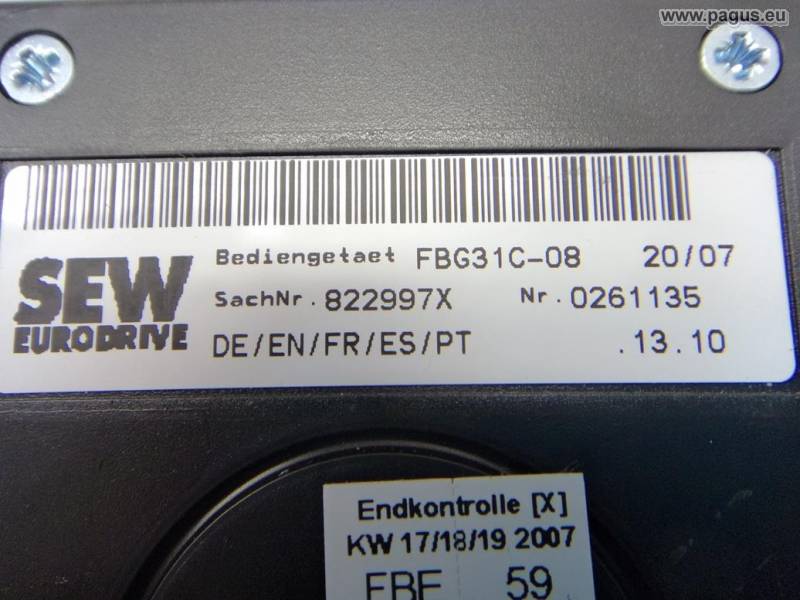 www.pagus.eu
SEW
EURODRIVE
Bediengetaet FBG31C-08 20/07
SachNr. 822997X Nr. 0261135
DE/EN/FR/ES/PT .13.10
Endkontrolle [X]
KW 17/18/19 2007
EBE 59